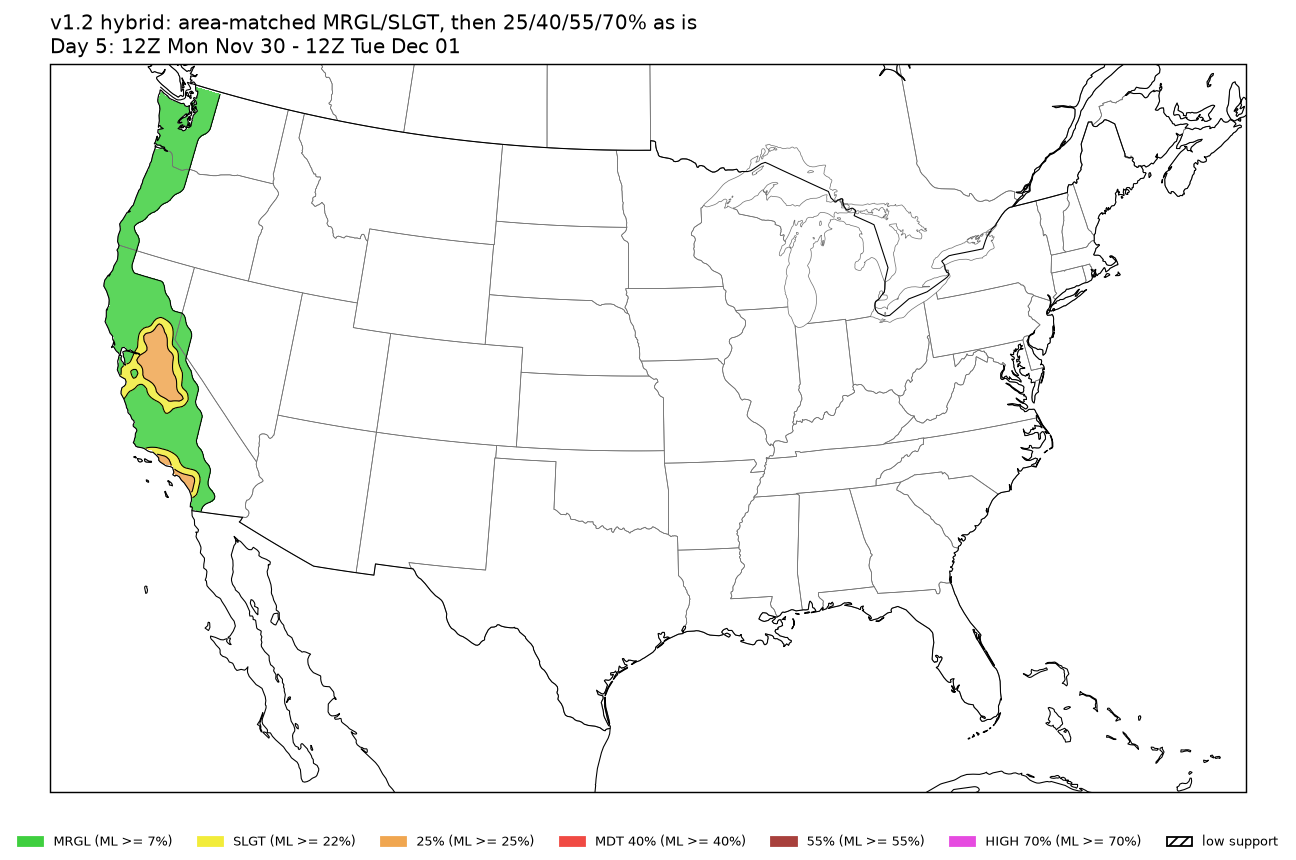 v1.2 hybrid: area-matched MRGL/SLGT, then 25/40/55/70% as is
Day 5: 12Z Mon Nov 30 - 12Z Tue Dec 01
MRGL (ML >= 7%)
SLGT (ML >= 22%)
25% (ML >= 25%)
MDT 40% (ML >= 40%)
55% (ML >= 55%)
HIGH 70% (ML >= 70%)
low support